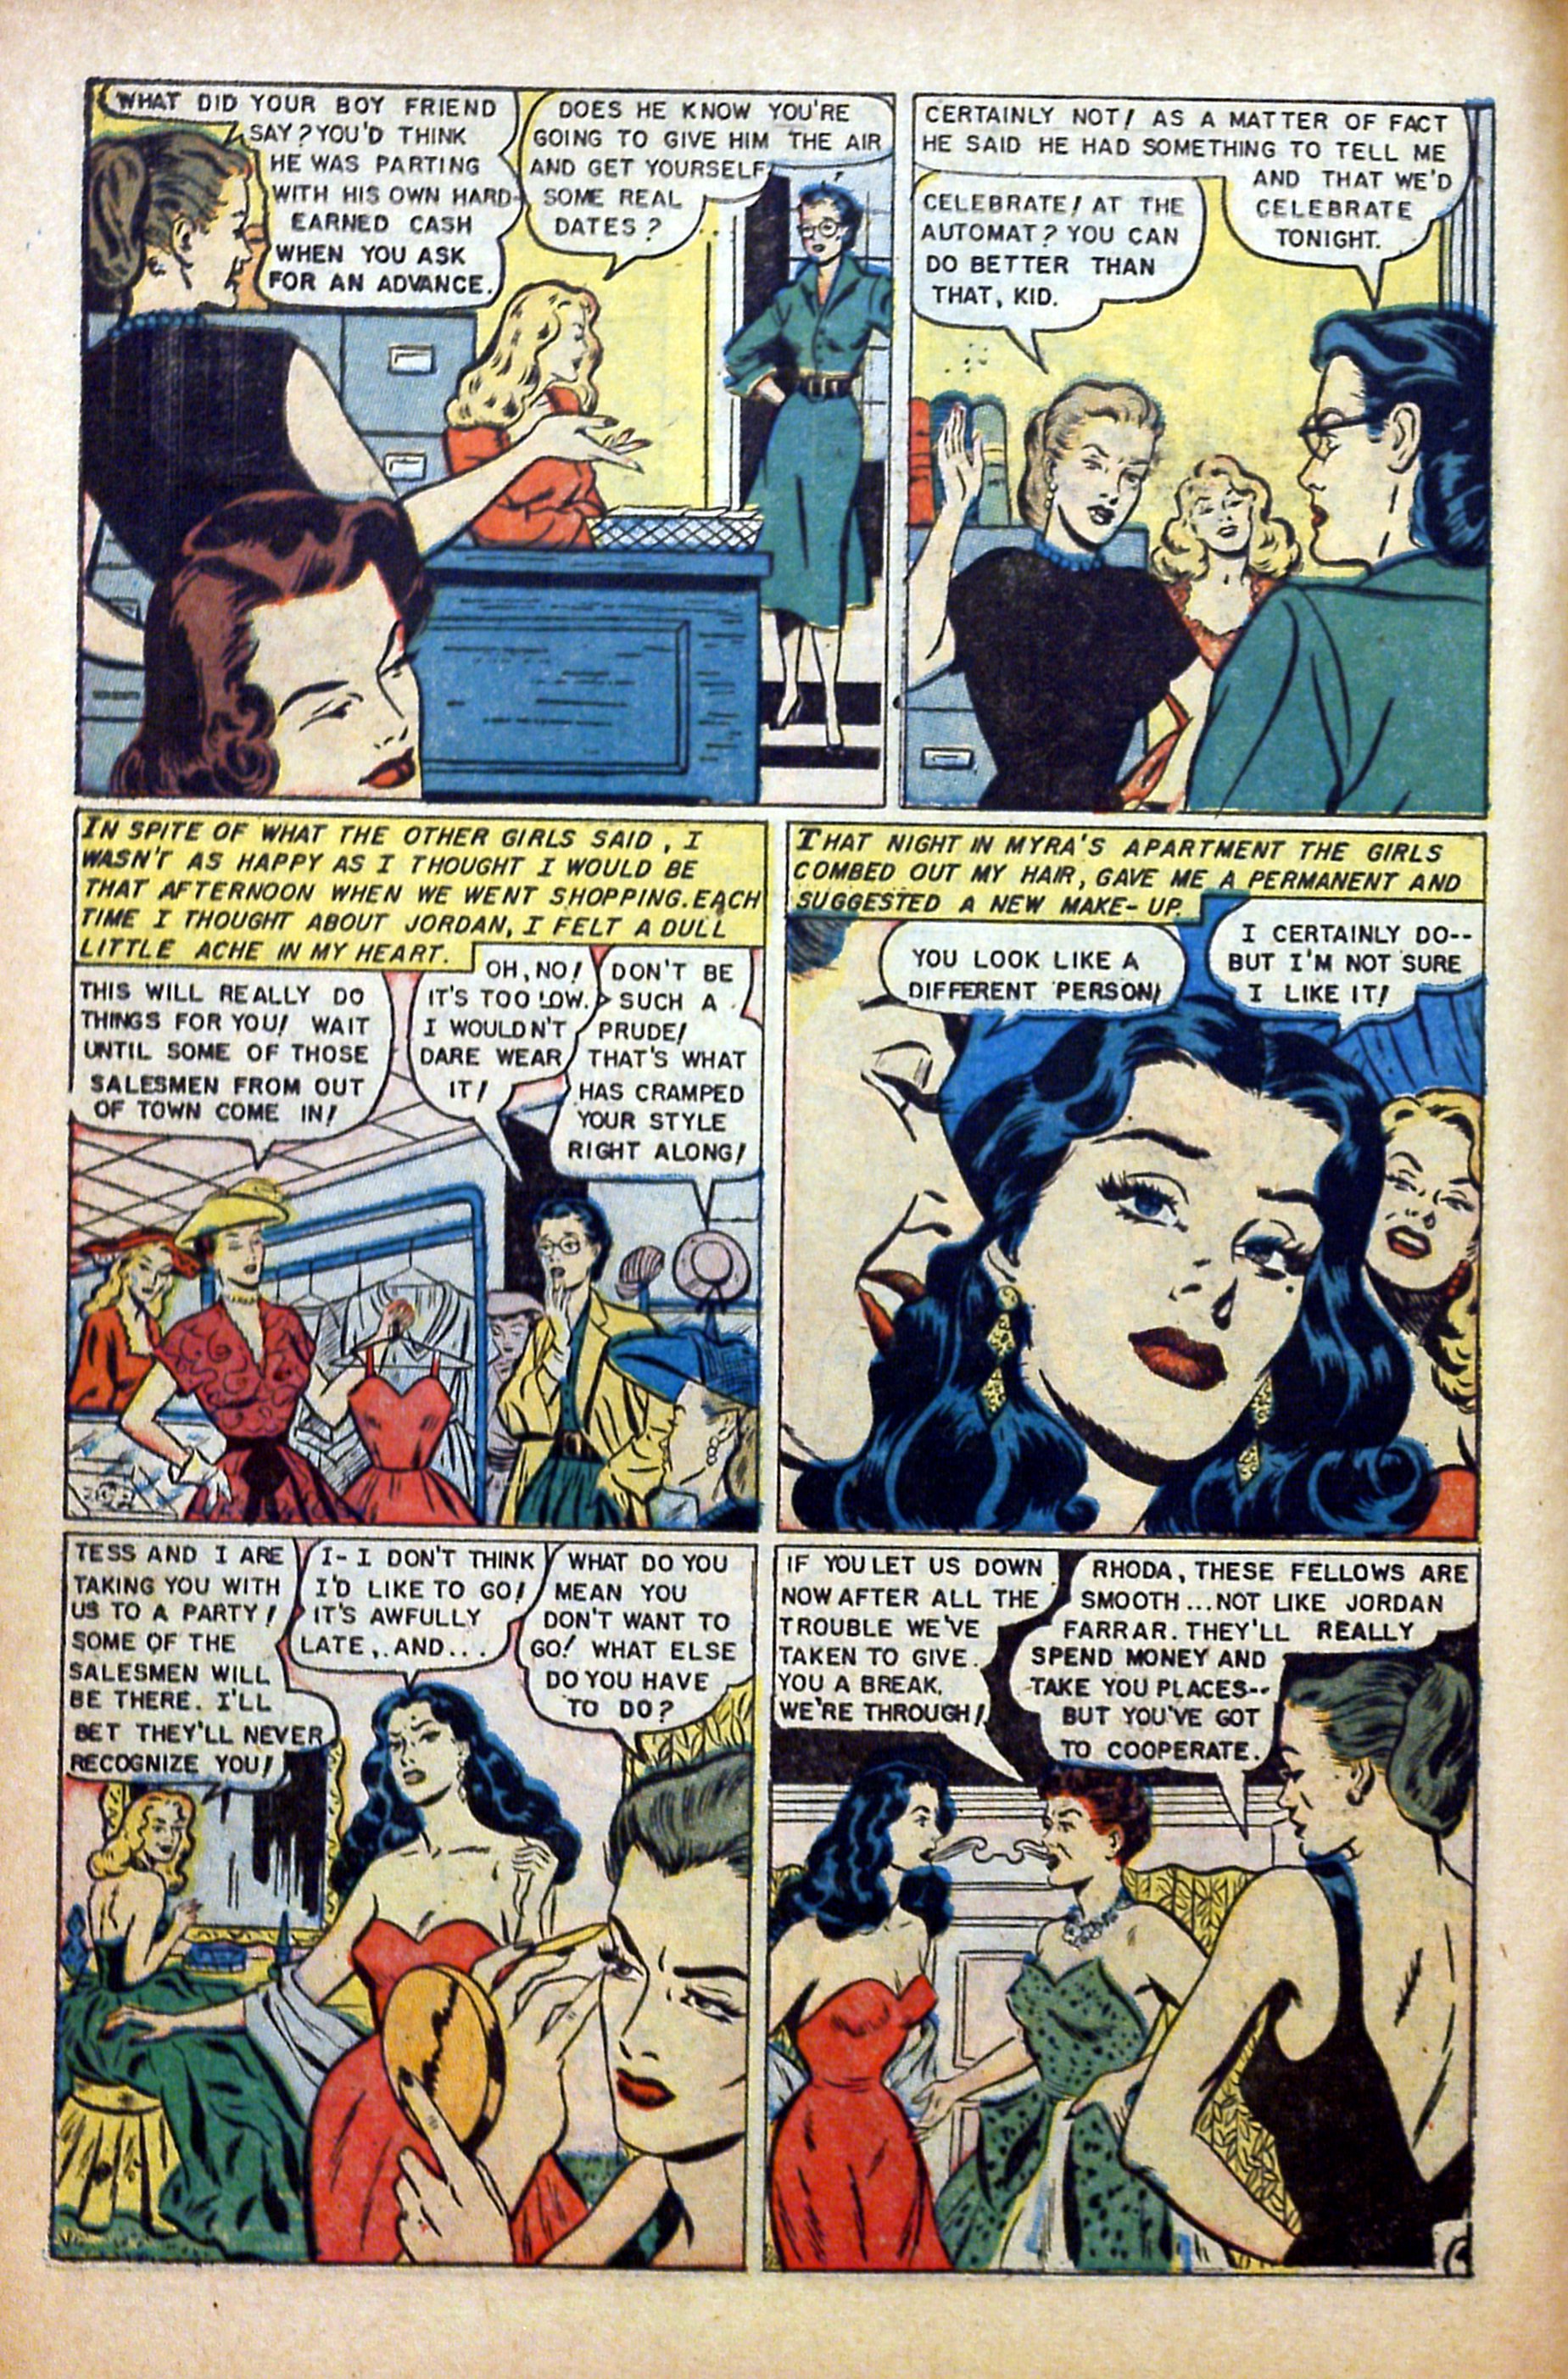 WHAT DID YOUR BOY FRIEND
SAY? YOU'D THINK
HE WAS PARTING
WITH HIS OWN HARD-
EARNED CASH
WHEN YOU ASK
FOR AN ADVANCE.
DOES HE KNOW YOU'RE
GOING TO GIVE HIM THE AIR
AND GET YOURSELF
SOME REAL
DATES?
CERTAINLY NOT! AS A MATTER OF FACT
HE SAID HE HAD SOMETHING TO TELL ME
AND THAT WE'D
CELEBRATE
TONIGHT.
CELEBRATE! AT THE
AUTOMAT? YOU CAN
DO BETTER THAN
THAT, KID.
IN SPITE OF WHAT THE OTHER GIRLS SAID, I
WASN'T AS HAPPY AS I THOUGHT I WOULD BE
THAT AFTERNOON WHEN WE WENT SHOPPING. EACH
TIME I THOUGHT ABOUT JORDAN, I FELT A DULL
LITTLE ACHE IN MY HEART.
THIS WILL REALLY DO
THINGS FOR YOU! WAIT
UNTIL SOME OF THOSE
SALESMEN FROM OUT
OF TOWN COME IN!
OH, NO!
IT'S TOO LOW.
I WOULDN'T
DARE WEAR
IT!
DON'T BE
SUCH A
PRUDE!
THAT'S WHAT
HAS CRAMPED
YOUR STYLE
RIGHT ALONG!
THAT NIGHT IN MYRA'S APARTMENT THE GIRLS
COMBED OUT MY HAIR, GAVE ME A PERMANENT AND
SUGGESTED A NEW MAKE-UP.
YOU LOOK LIKE A
DIFFERENT PERSON!
I CERTAINLY DO--
BUT I'M NOT SURE
I LIKE IT!
TESS AND I ARE
TAKING YOU WITH
US TO A PARTY!
SOME OF THE
SALESMEN WILL
BE THERE. I'LL
BET THEY'LL NEVER
RECOGNIZE YOU!
I- I DON'T THINK
I'D LIKE TO GO!
IT'S AWFULLY
LATE, AND...
WHAT DO YOU
MEAN YOU
DON'T WANT TO
GO! WHAT ELSE
DO YOU HAVE
TO DO?
IF YOU LET US DOWN
NOW AFTER ALL THE
TROUBLE WE'VE
TAKEN TO GIVE
YOU A BREAK,
WE'RE THROUGH!
RHODA, THESE FELLOWS ARE
SMOOTH... NOT LIKE JORDAN
FARRAR. THEY'LL REALLY
SPEND MONEY AND
TAKE YOU PLACES--
BUT YOU'VE GOT
TO COOPERATE.